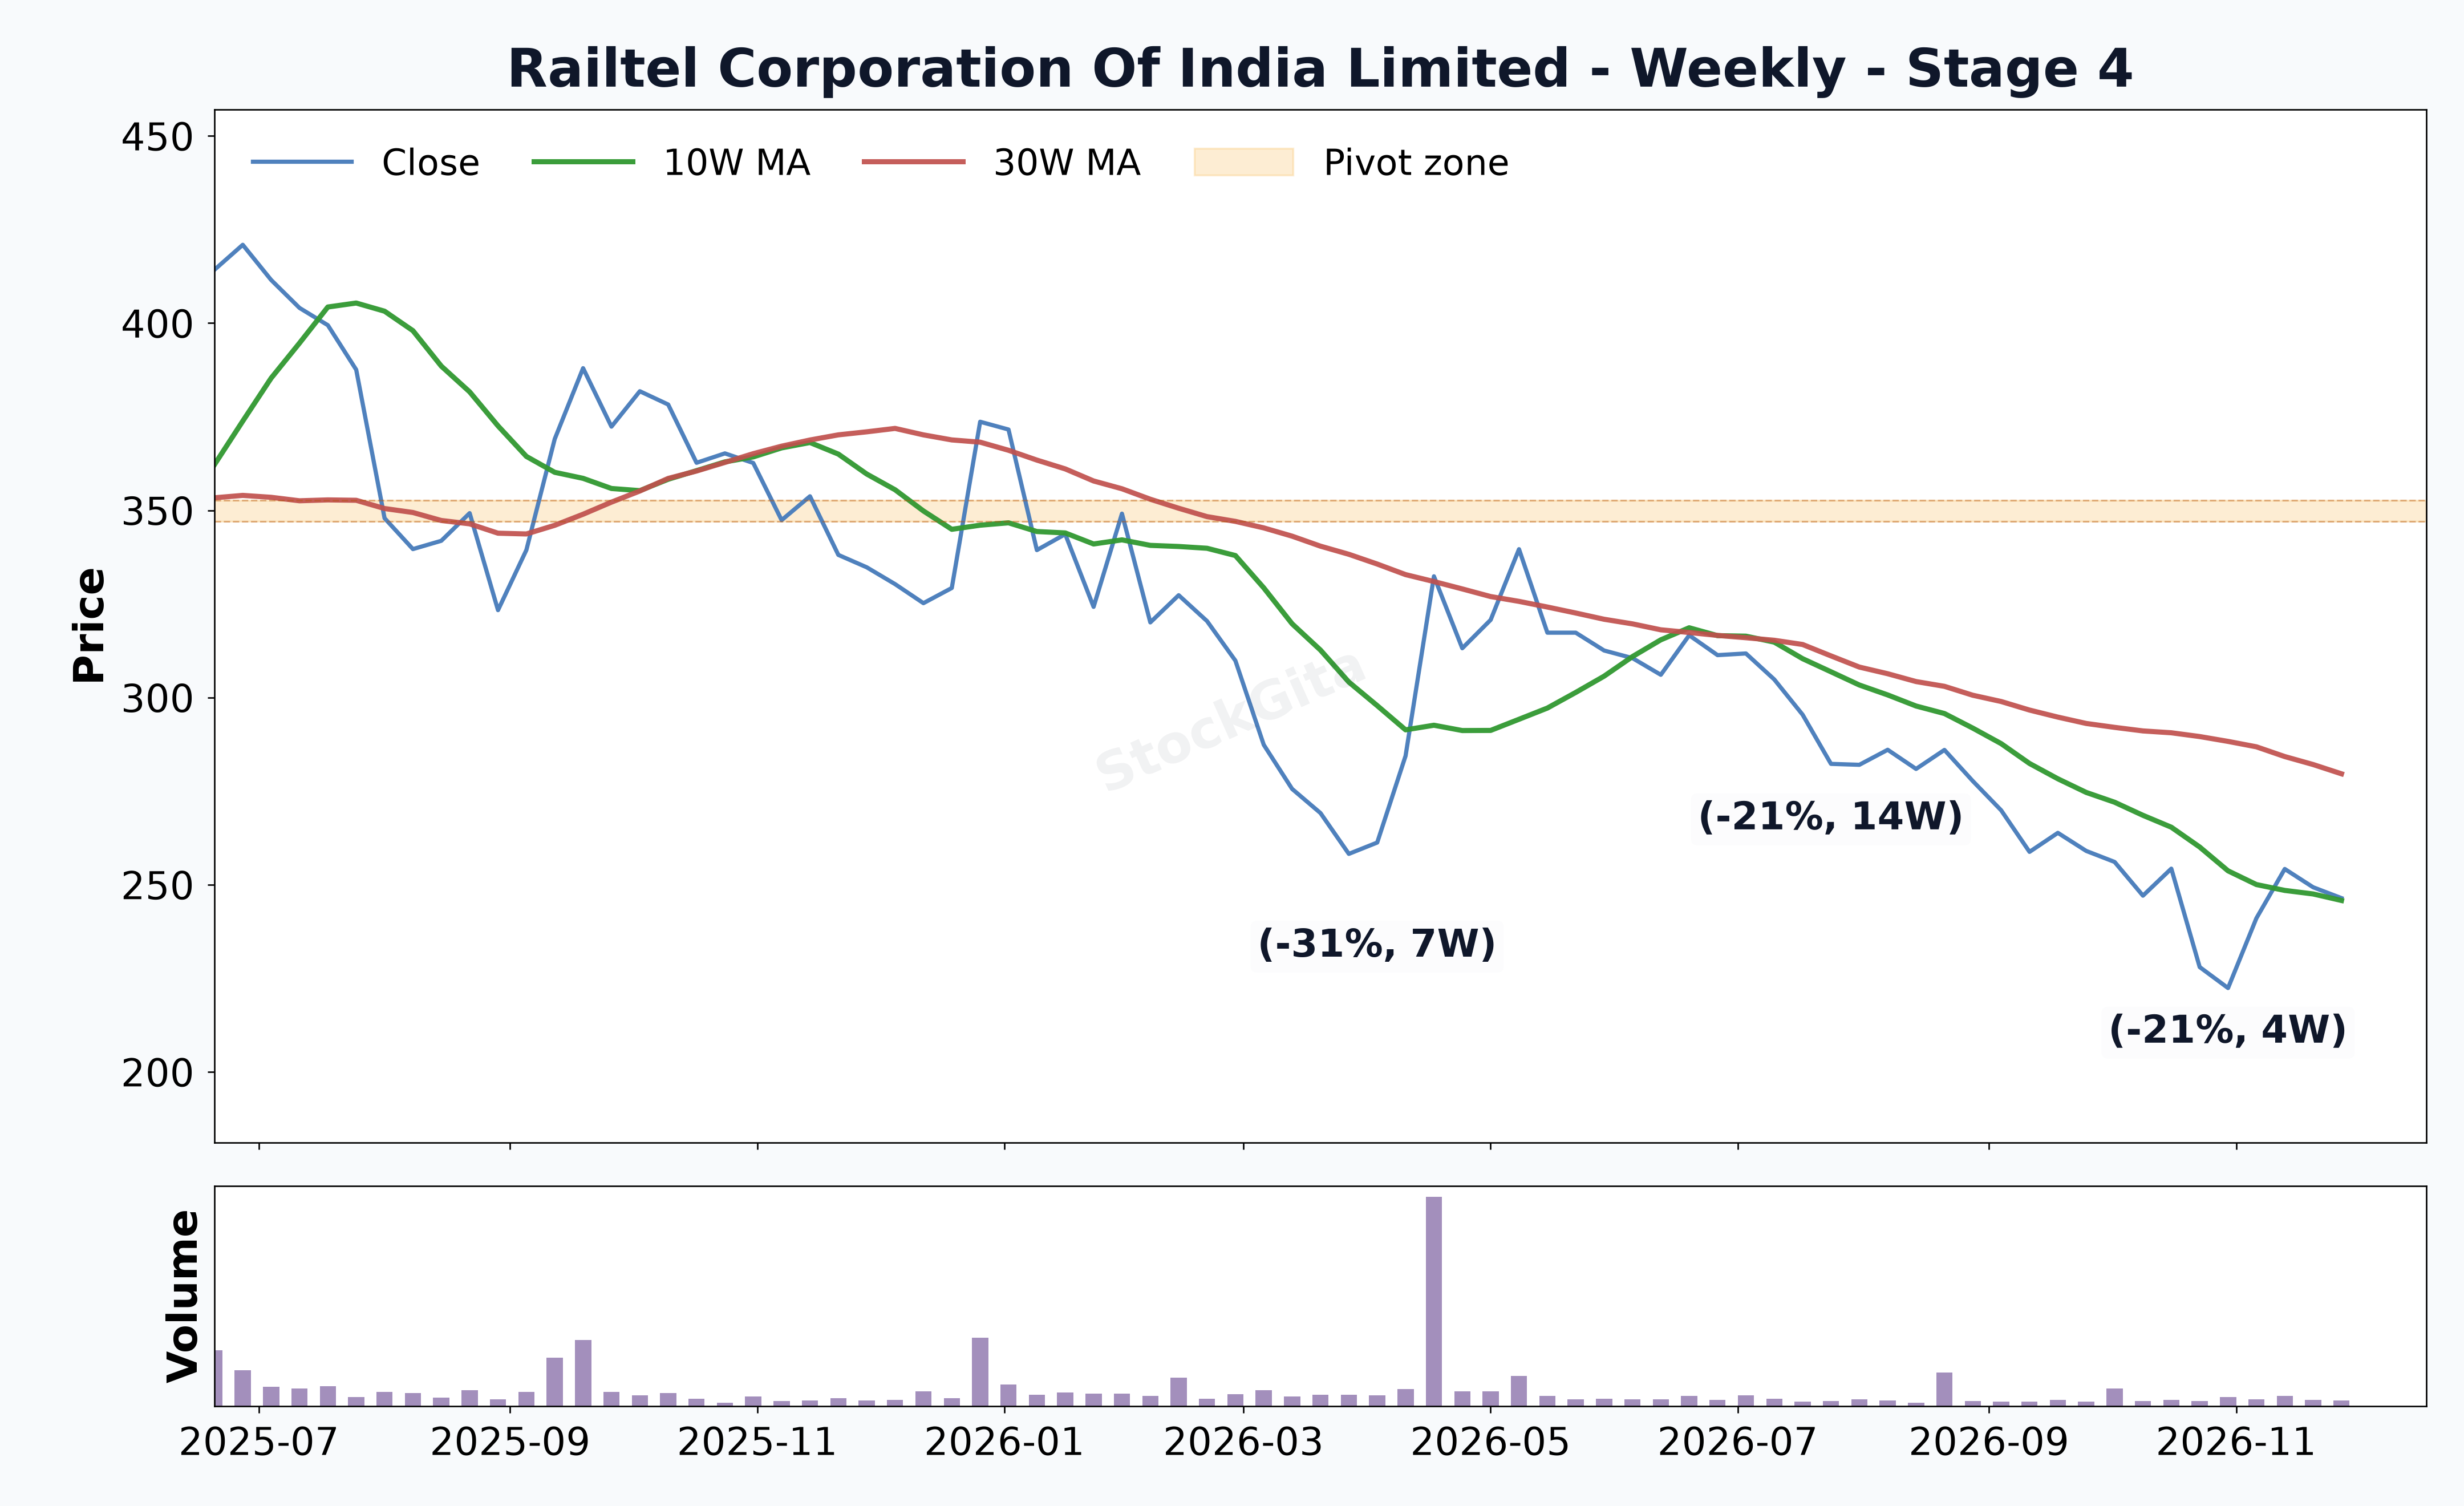 Railtel Corporation Of India Limited - Weekly - Stage 4
Close 10W MA 30W MA Pivot zone
Price
450
400
350
300
250
200
StockGita
(-21%, 14W)
(-31%, 7W)
(-21%, 4W)
Volume
2025-07 2025-09 2025-11 2026-01 2026-03 2026-05 2026-07 2026-09 2026-11